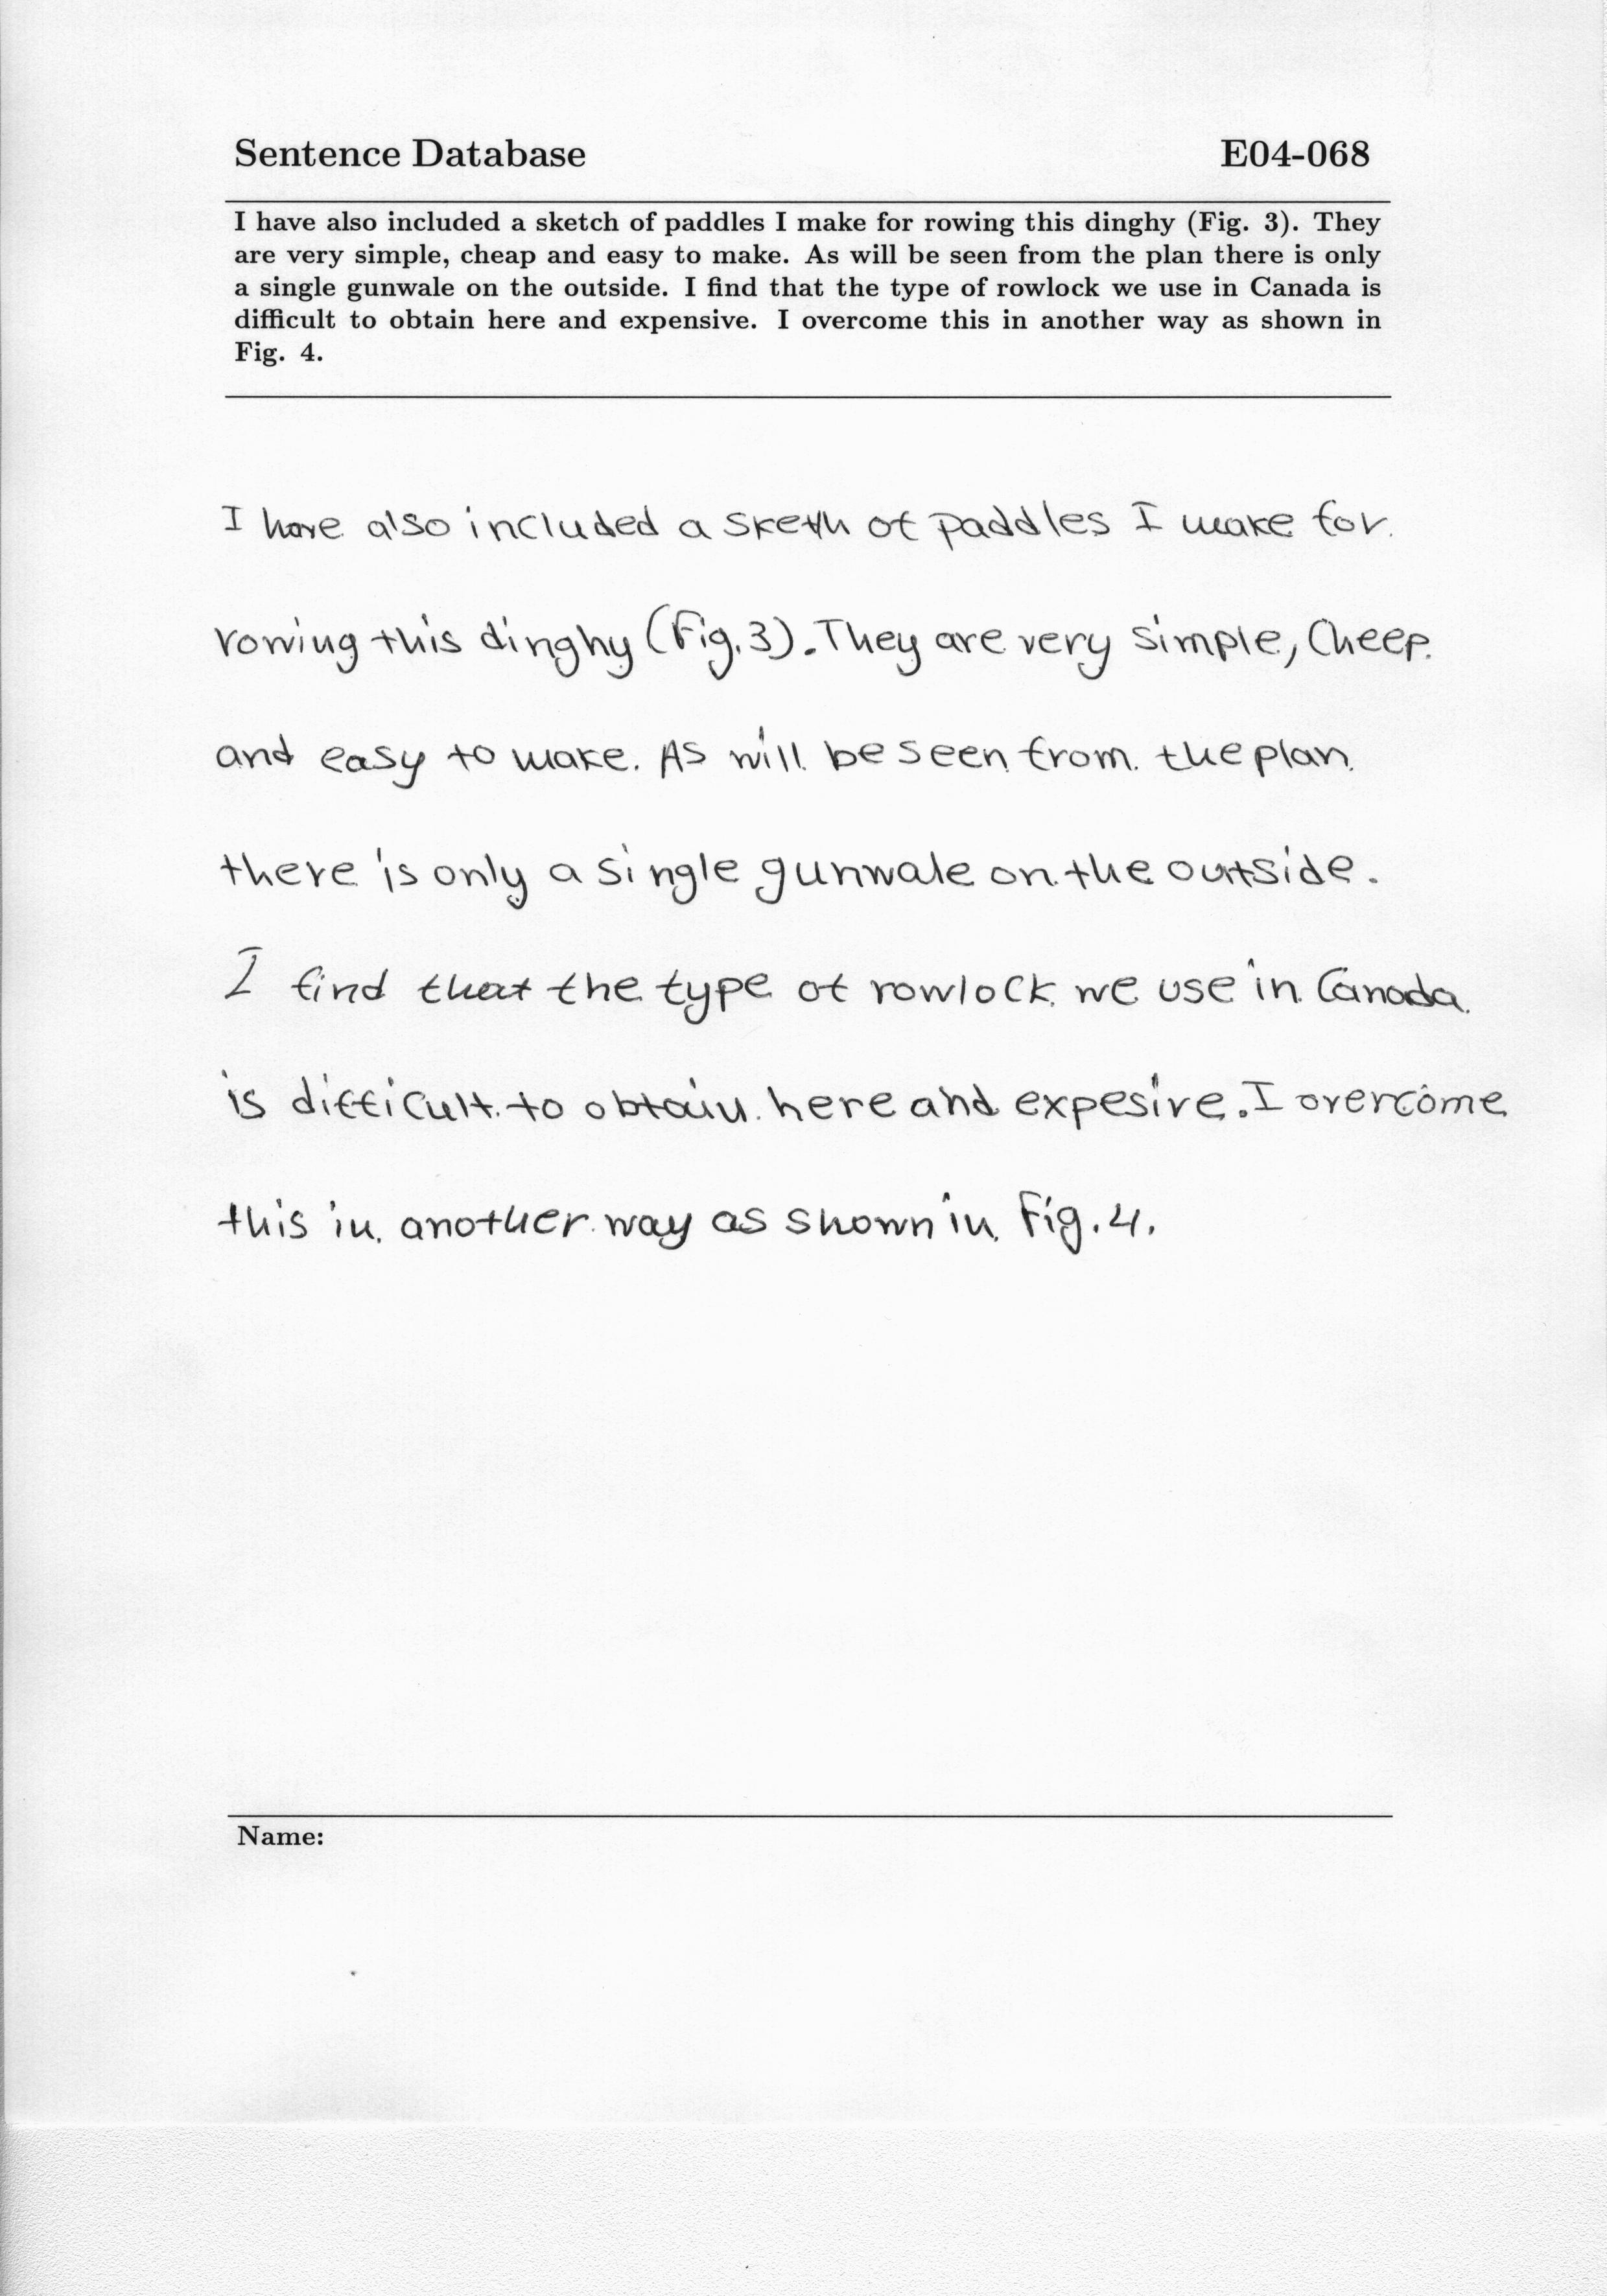 Sentence Database E04-068
I have also included a sketch of paddles I make for rowing this dinghy (Fig. 3). They
are very simple, cheap and easy to make. As will be seen from the plan there is only
a single gunwale on the outside. I find that the type of rowlock we use in Canada is
difficult to obtain here and expensive. I overcome this in another way as shown in
Fig. 4.
I have also included a sketh of paddles I make for
rowing this dinghy (Fig. 3). They are very simple, cheep
and easy to make. As will be seen from the plan
there is only a single gunwale on the outside.
I find that the type of rowlock we use in Canada
is difficult to obtain here and expesive. I overcome
this in another way as shown in Fig. 4.
Name: